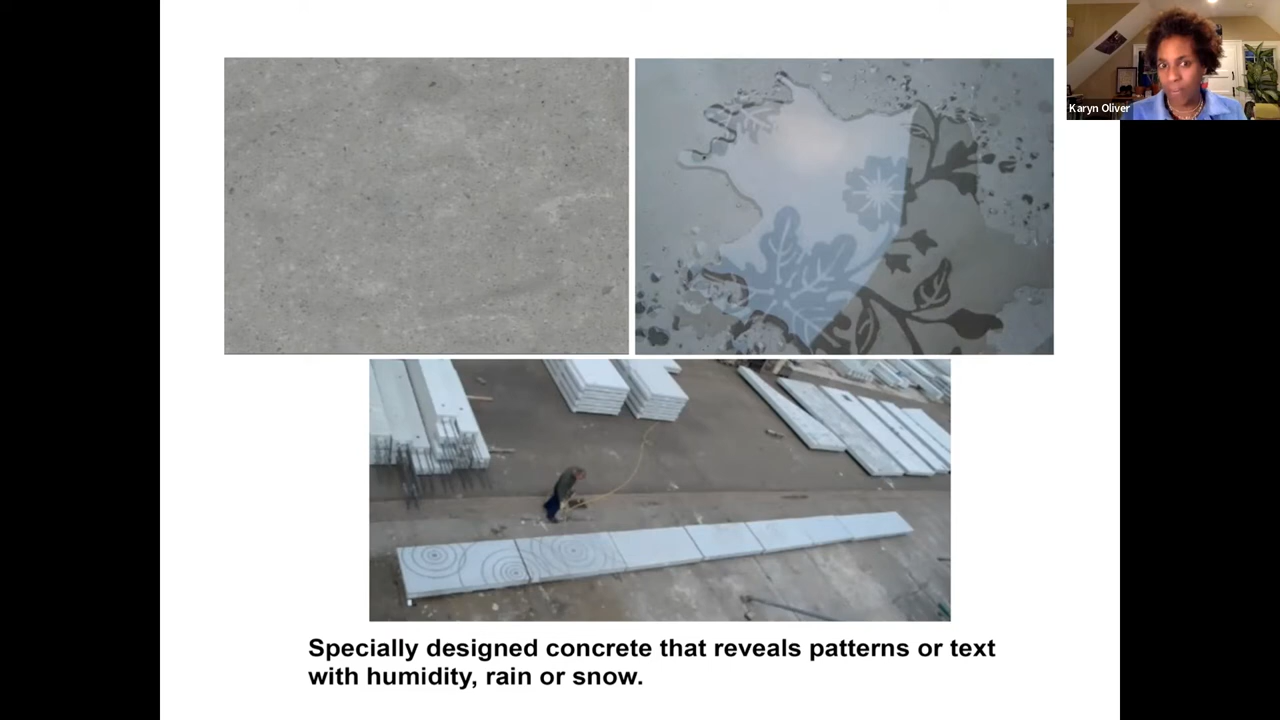 Karyn Oliver
Specially designed concrete that reveals patterns or text
with humidity, rain or snow.